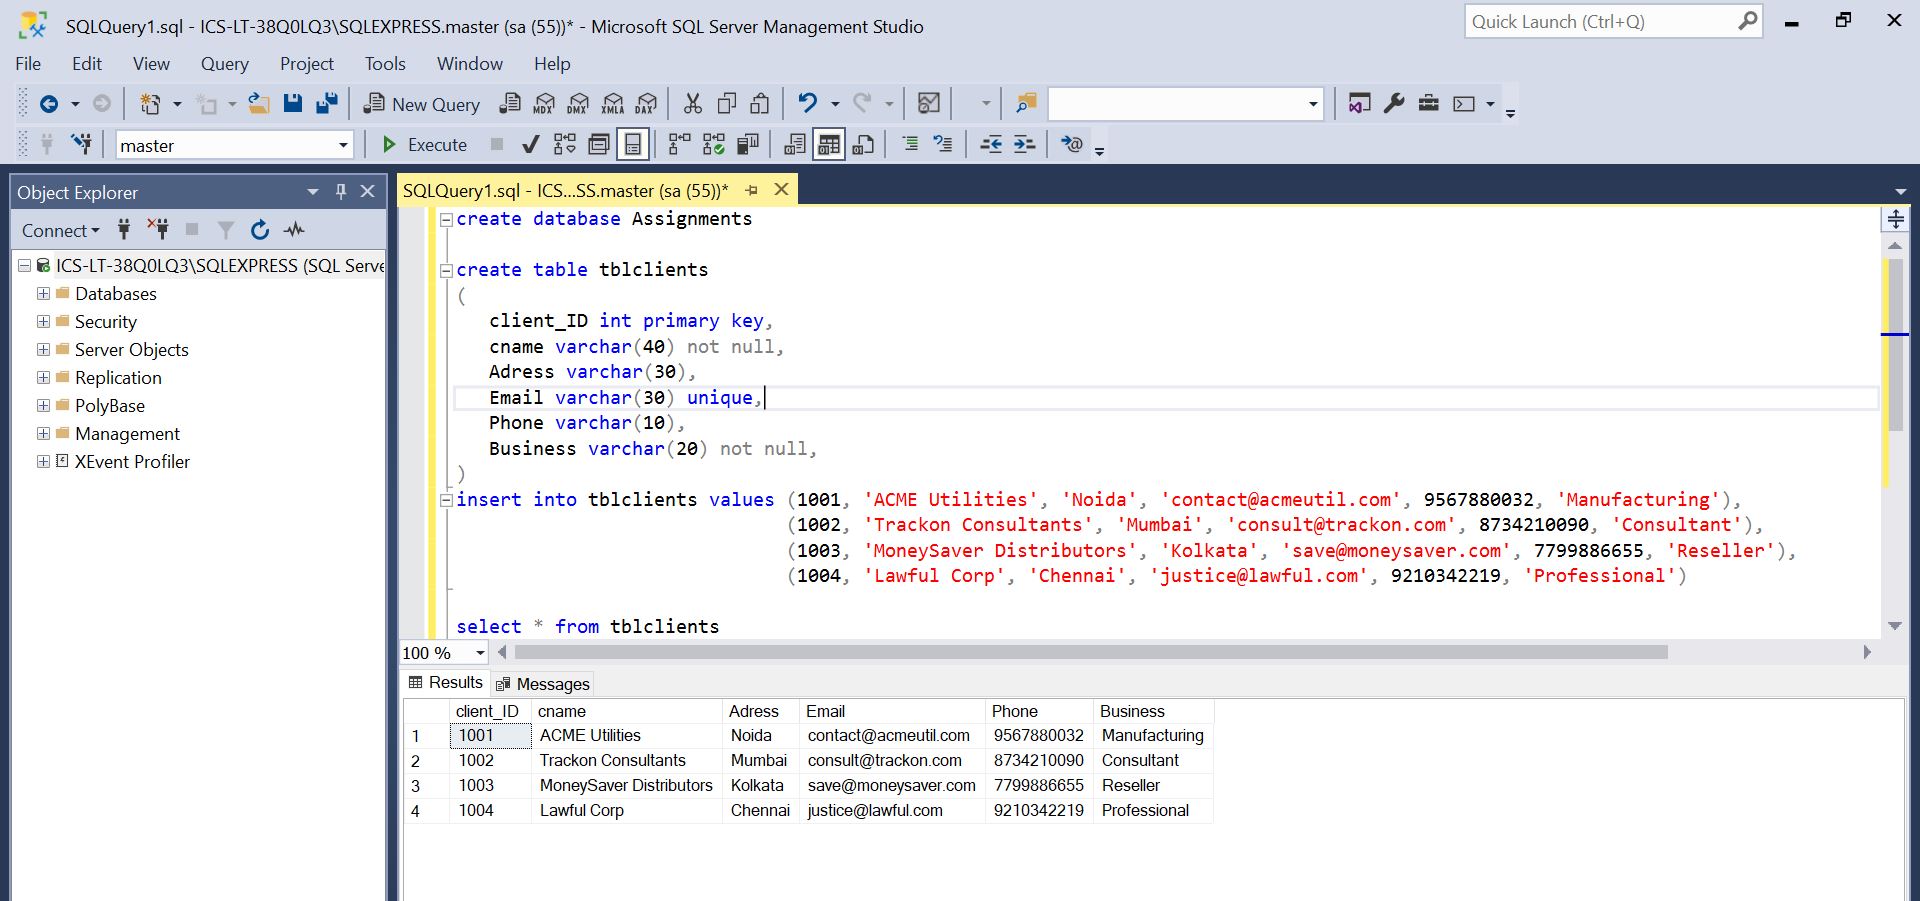 SQLQuery1.sql - ICS-LT-38Q0LQ3\SQLEXPRESS.master (sa (55))* - Microsoft SQL Server Management Studio
Quick Launch (Ctrl+Q)
File Edit View Query Project Tools Window Help
New Query MDX DMX XMLA DAX
master Execute
Object Explorer
SQLQuery1.sql - ICS...SS.master (sa (55))*
Connect
ICS-LT-38Q0LQ3\SQLEXPRESS (SQL Serve
Databases
Security
Server Objects
Replication
PolyBase
Management
XEvent Profiler
create database Assignments
create table tblclients
(
client_ID int primary key,
cname varchar(40) not null,
Adress varchar(30),
Email varchar(30) unique,
Phone varchar(10),
Business varchar(20) not null,
)
insert into tblclients values (1001, 'ACME Utilities', 'Noida', 'contact@acmeutil.com', 9567880032, 'Manufacturing'),
(1002, 'Trackon Consultants', 'Mumbai', 'consult@trackon.com', 8734210090, 'Consultant'),
(1003, 'MoneySaver Distributors', 'Kolkata', 'save@moneysaver.com', 7799886655, 'Reseller'),
(1004, 'Lawful Corp', 'Chennai', 'justice@lawful.com', 9210342219, 'Professional')
select * from tblclients
100 %
Results Messages
client_ID cname Adress Email Phone Business
1 1001 ACME Utilities Noida contact@acmeutil.com 9567880032 Manufacturing
2 1002 Trackon Consultants Mumbai consult@trackon.com 8734210090 Consultant
3 1003 MoneySaver Distributors Kolkata save@moneysaver.com 7799886655 Reseller
4 1004 Lawful Corp Chennai justice@lawful.com 9210342219 Professional